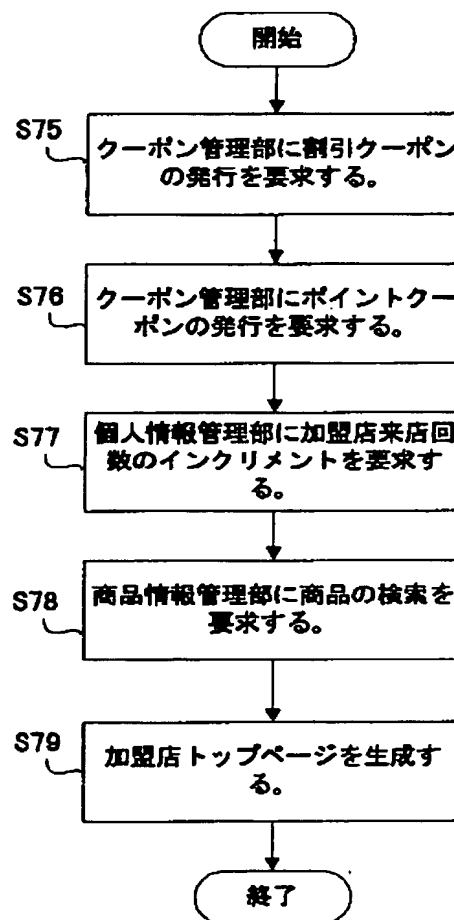 開始
S75
クーポン管理部に割引クーポン
の発行を要求する。
S76
クーポン管理部にポイントクー
ポンの発行を要求する。
S77
個人情報管理部に加盟店来店回
数のインクリメントを要求す
る。
S78
商品情報管理部に商品の検索を
要求する。
S79
加盟店トップページを生成す
る。
終了